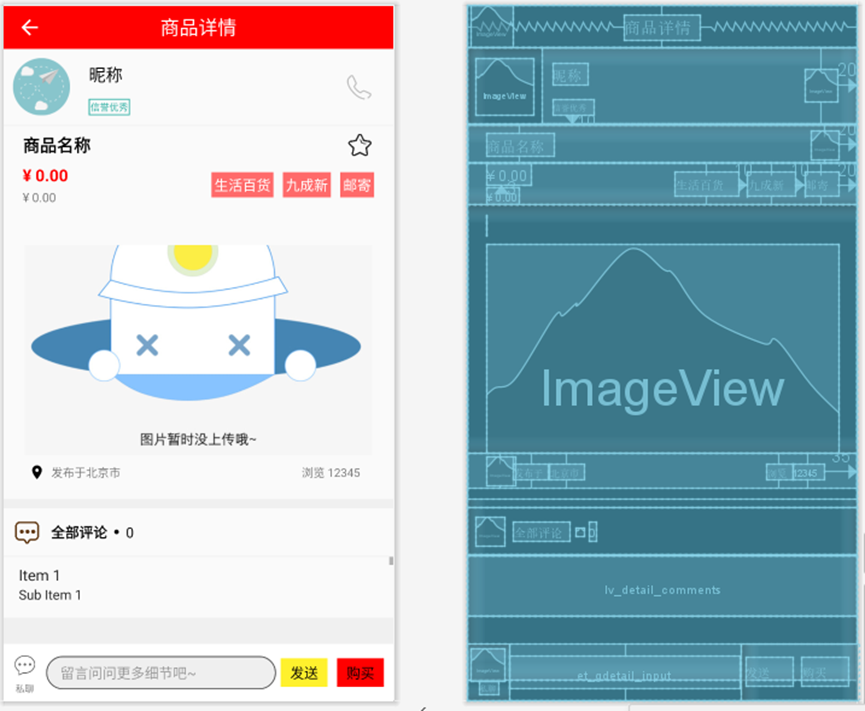 商品详情
昵称
信誉优秀
商品名称
¥ 0.00
¥ 0.00
生活百货 九成新 邮寄
图片暂时没上传哦~
发布于北京市 浏览 12345
全部评论 • 0
Item 1
Sub Item 1
私聊
留言问问更多细节吧~
发送 购买
商品详情
ImageView
昵称
信誉优秀
商品名称
¥ 0.00
¥ 0.00
生活百货 九成新 邮寄
ImageView
发布于 北京市 浏览 12345
35
全部评论 • 0
lv_detail_comments
et_gdetail_input
私聊
发送 购买